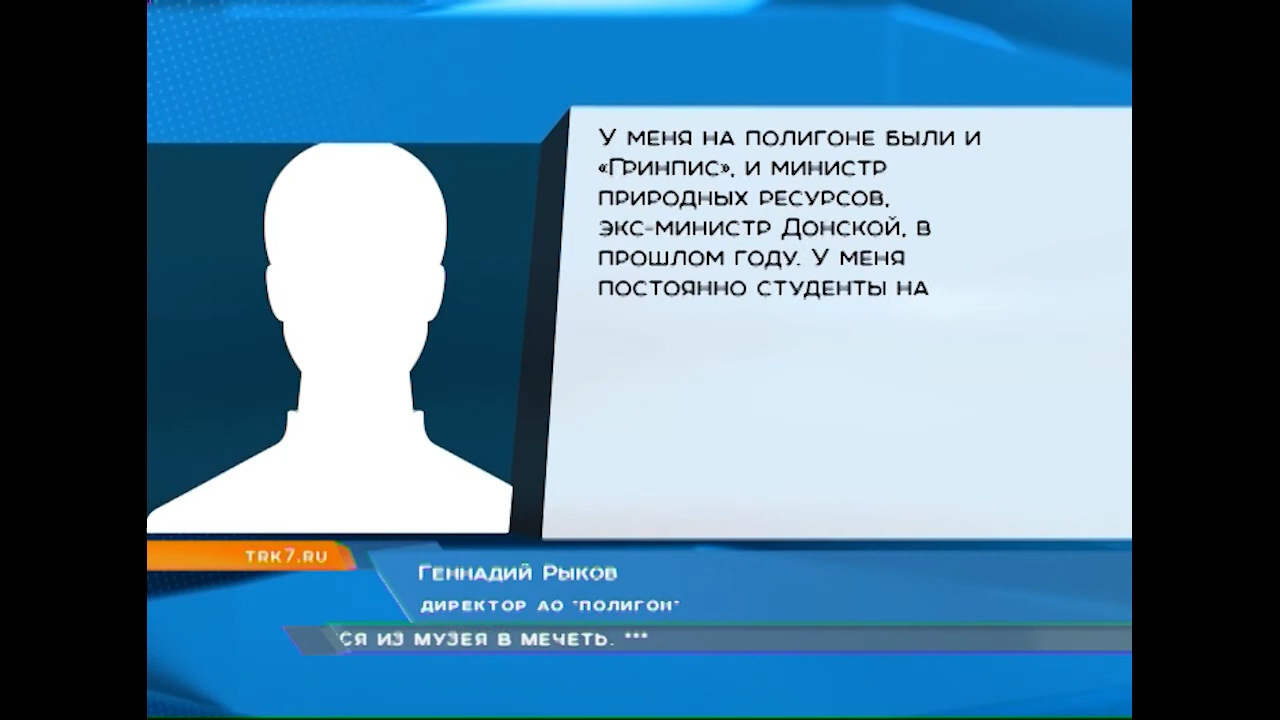 У меня на полигоне были и
«Гринпис», и министр
природных ресурсов,
экс-министр Донской, в
прошлом году. У меня
постоянно студенты на
TRK7.RU
Геннадий Рыков
директор АО "Полигон"
СЯ ИЗ МУЗЕЯ В МЕЧЕТЬ. ***